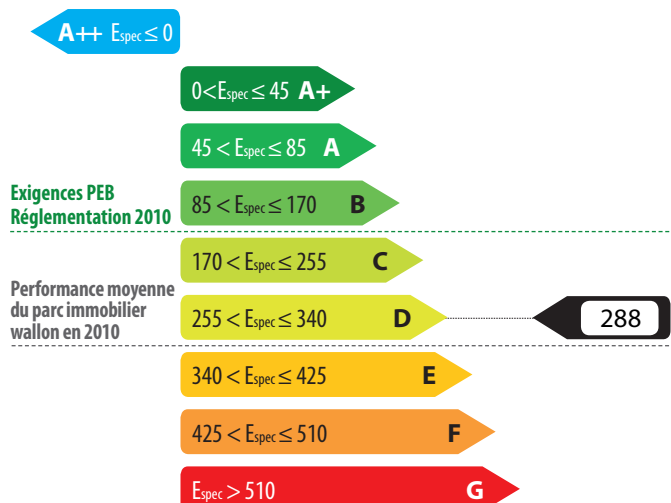 A++ Espec ≤ 0
0<Espec ≤ 45 A+
45 < Espec ≤ 85 A
Exigences PEB
Réglementation 2010
85 < Espec ≤ 170 B
170 < Espec ≤ 255 C
Performance moyenne
du parc immobilier
wallon en 2010
255 < Espec ≤ 340 D
288
340 < Espec ≤ 425 E
425 < Espec ≤ 510 F
Espec > 510 G